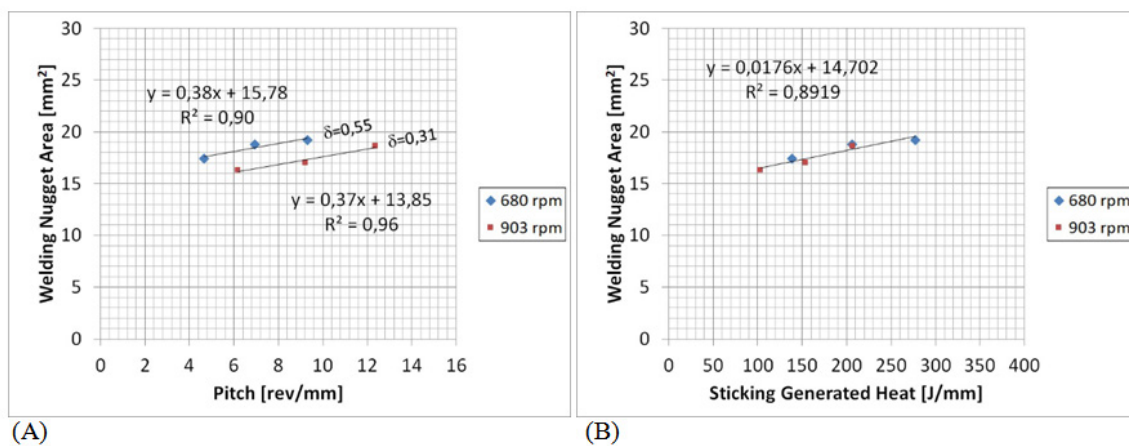 30
25
20
15
10
5
0
Welding Nugget Area [mm²]
y = 0,38x + 15,78
R² = 0,90
δ=0,55
δ=0,31
y = 0,37x + 13,85
R² = 0,96
0 2 4 6 8 10 12 14 16
Pitch [rev/mm]
680 rpm
903 rpm
(A)
30
25
20
15
10
5
0
Welding Nugget Area [mm²]
y = 0,0176x + 14,702
R² = 0,8919
0 50 100 150 200 250 300 350 400
Sticking Generated Heat [J/mm]
680 rpm
903 rpm
(B)